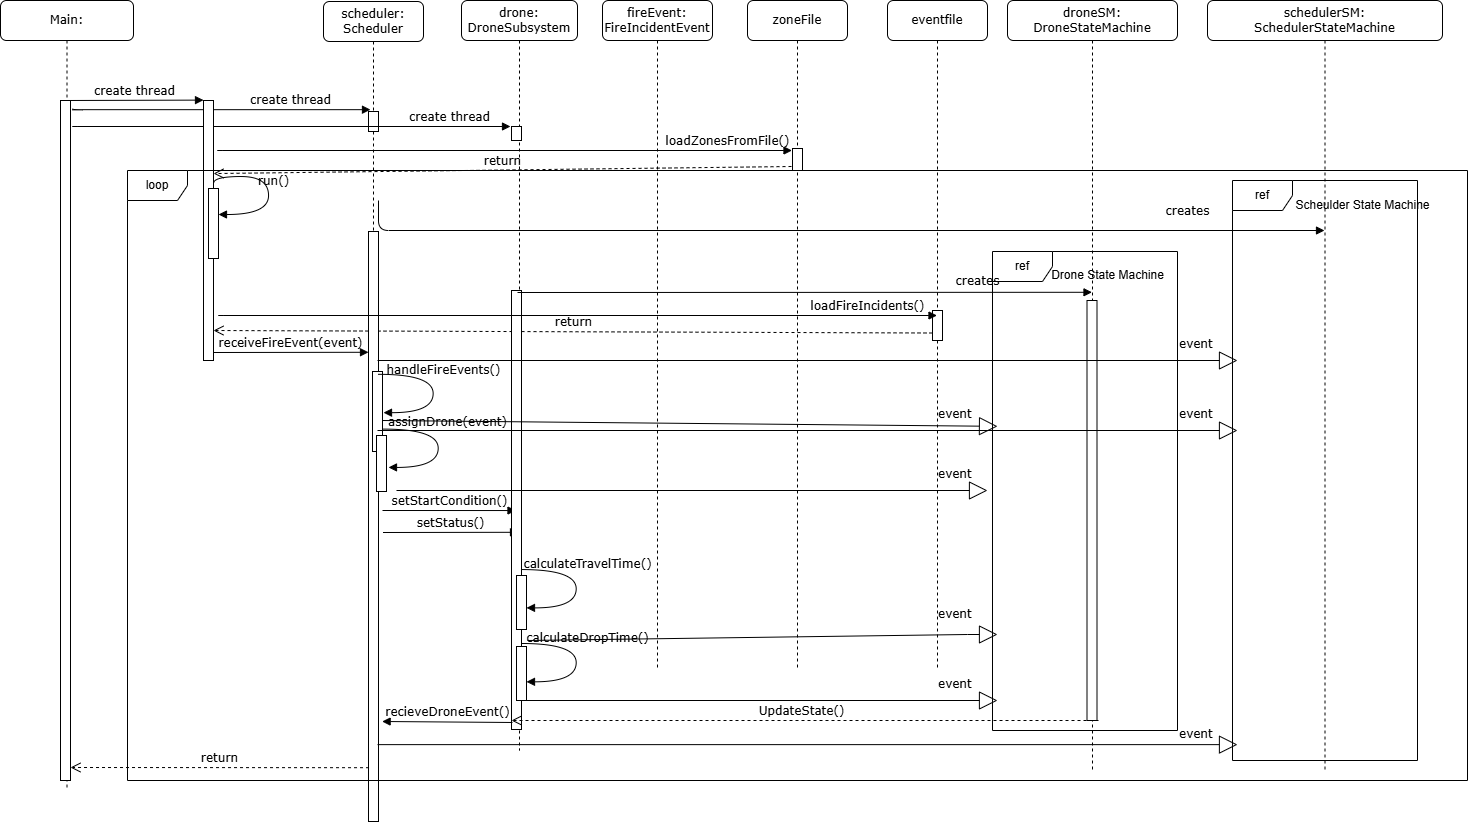 Main:
scheduler:
Scheduler
drone:
DroneSubsystem
fireEvent:
FireIncidentEvent
zoneFile
eventfile
droneSM:
DroneStateMachine
schedulerSM:
SchedulerStateMachine
create thread
create thread
create thread
loadZonesFromFile()
return
loop
run()
ref
Scheulder State Machine
creates
ref
Drone State Machine
creates
loadFireIncidents()
return
receiveFireEvent(event)
event
handleFireEvents()
event
event
assignDrone(event)
event
setStartCondition()
setStatus()
calculateTravelTime()
event
calculateDropTime()
event
recieveDroneEvent()
UpdateState()
event
return